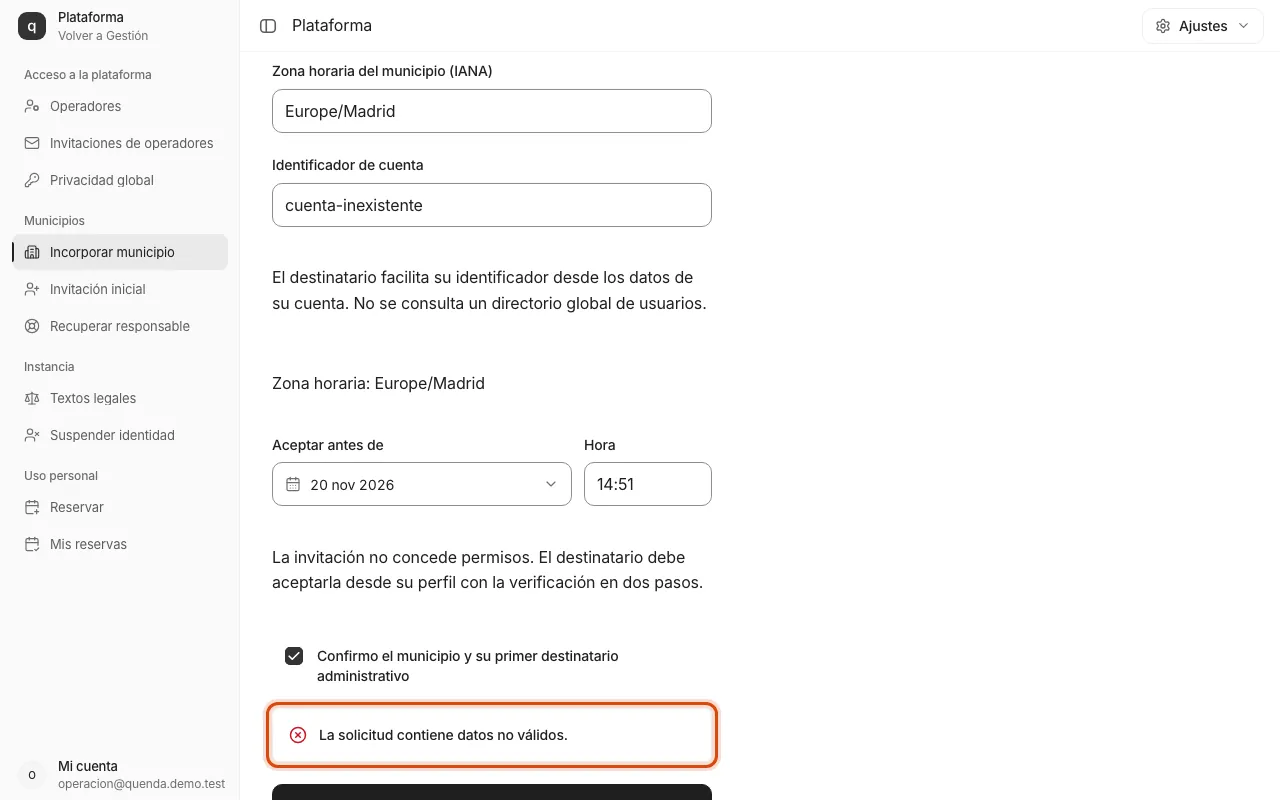 q
Plataforma
Volver a Gestión
Acceso a la plataforma
Operadores
Invitaciones de operadores
Privacidad global
Municipios
Incorporar municipio
Invitación inicial
Recuperar responsable
Instancia
Textos legales
Suspender identidad
Uso personal
Reservar
Mis reservas
O
Mi cuenta
operacion@quenda.demo.test
Plataforma
Ajustes
Zona horaria del municipio (IANA)
Europe/Madrid
Identificador de cuenta
cuenta-inexistente
El destinatario facilita su identificador desde los datos de
su cuenta. No se consulta un directorio global de usuarios.
Zona horaria: Europe/Madrid
Aceptar antes de
Hora
20 nov 2026
14:51
La invitación no concede permisos. El destinatario debe
aceptarla desde su perfil con la verificación en dos pasos.
Confirmo el municipio y su primer destinatario
administrativo
La solicitud contiene datos no válidos.